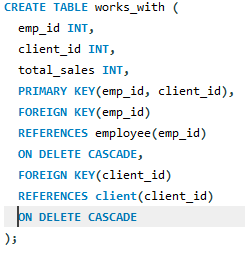 CREATE TABLE works_with (
  emp_id INT,
  client_id INT,
  total_sales INT,
  PRIMARY KEY(emp_id, client_id),
  FOREIGN KEY(emp_id)
  REFERENCES employee(emp_id)
  ON DELETE CASCADE,
  FOREIGN KEY(client_id)
  REFERENCES client(client_id)
  ON DELETE CASCADE
);